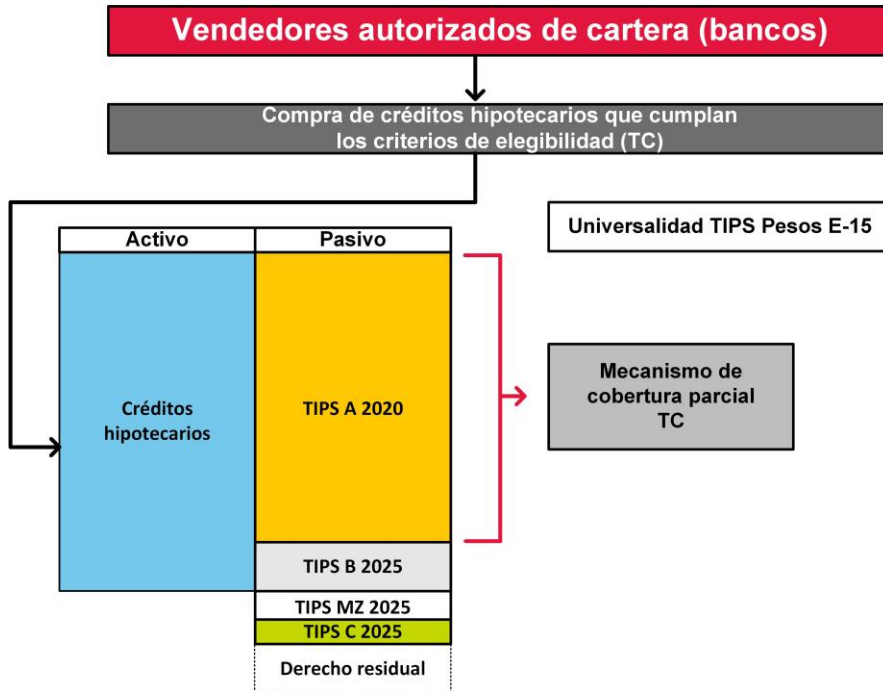 Vendedores autorizados de cartera (bancos)
Compra de créditos hipotecarios que cumplan
los criterios de elegibilidad (TC)
Universalidad TIPS Pesos E-15
Activo
Pasivo
Créditos
hipotecarios
TIPS A 2020
Mecanismo de
cobertura parcial
TC
TIPS B 2025
TIPS MZ 2025
TIPS C 2025
Derecho residual